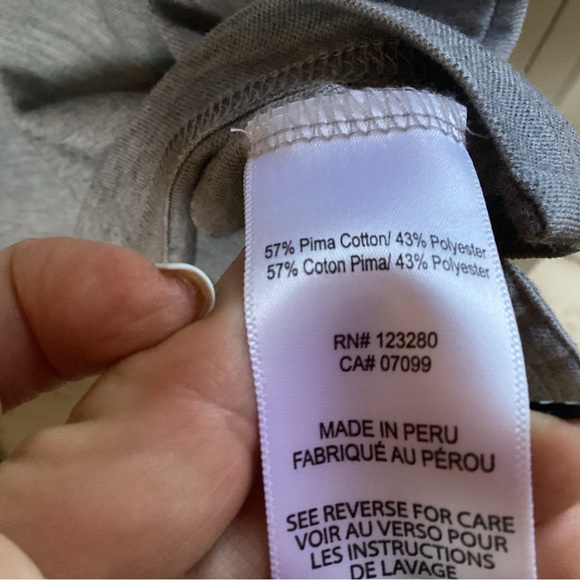 57% Pima Cotton/ 43% Polyester
57% Coton Pima/ 43% Polyester
RN# 123280
CA# 07099
MADE IN PERU
FABRIQUÉ AU PÉROU
SEE REVERSE FOR CARE
VOIR AU VERSO POUR
LES INSTRUCTIONS
DE LAVAGE